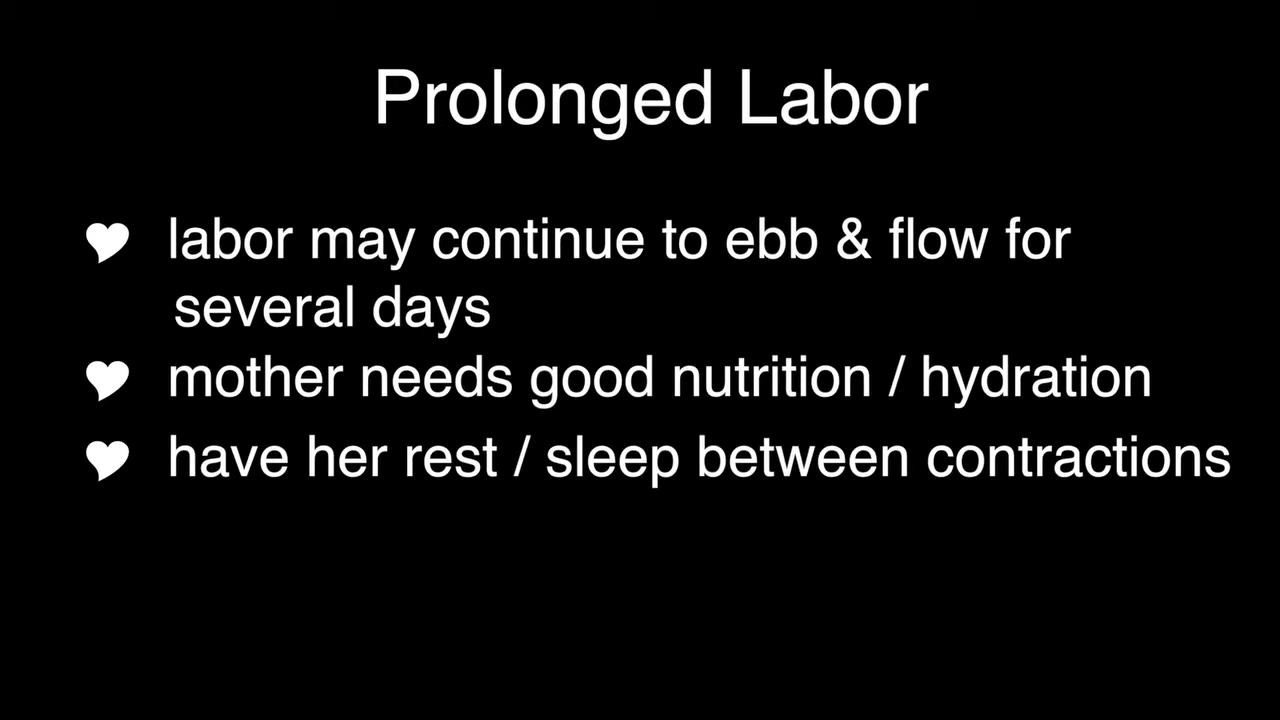 Prolonged Labor
labor may continue to ebb & flow for
several days
mother needs good nutrition / hydration
have her rest / sleep between contractions